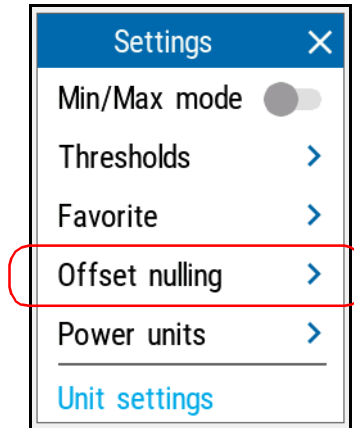 Settings
Min/Max mode
Thresholds
Favorite
Offset nulling
Power units
Unit settings